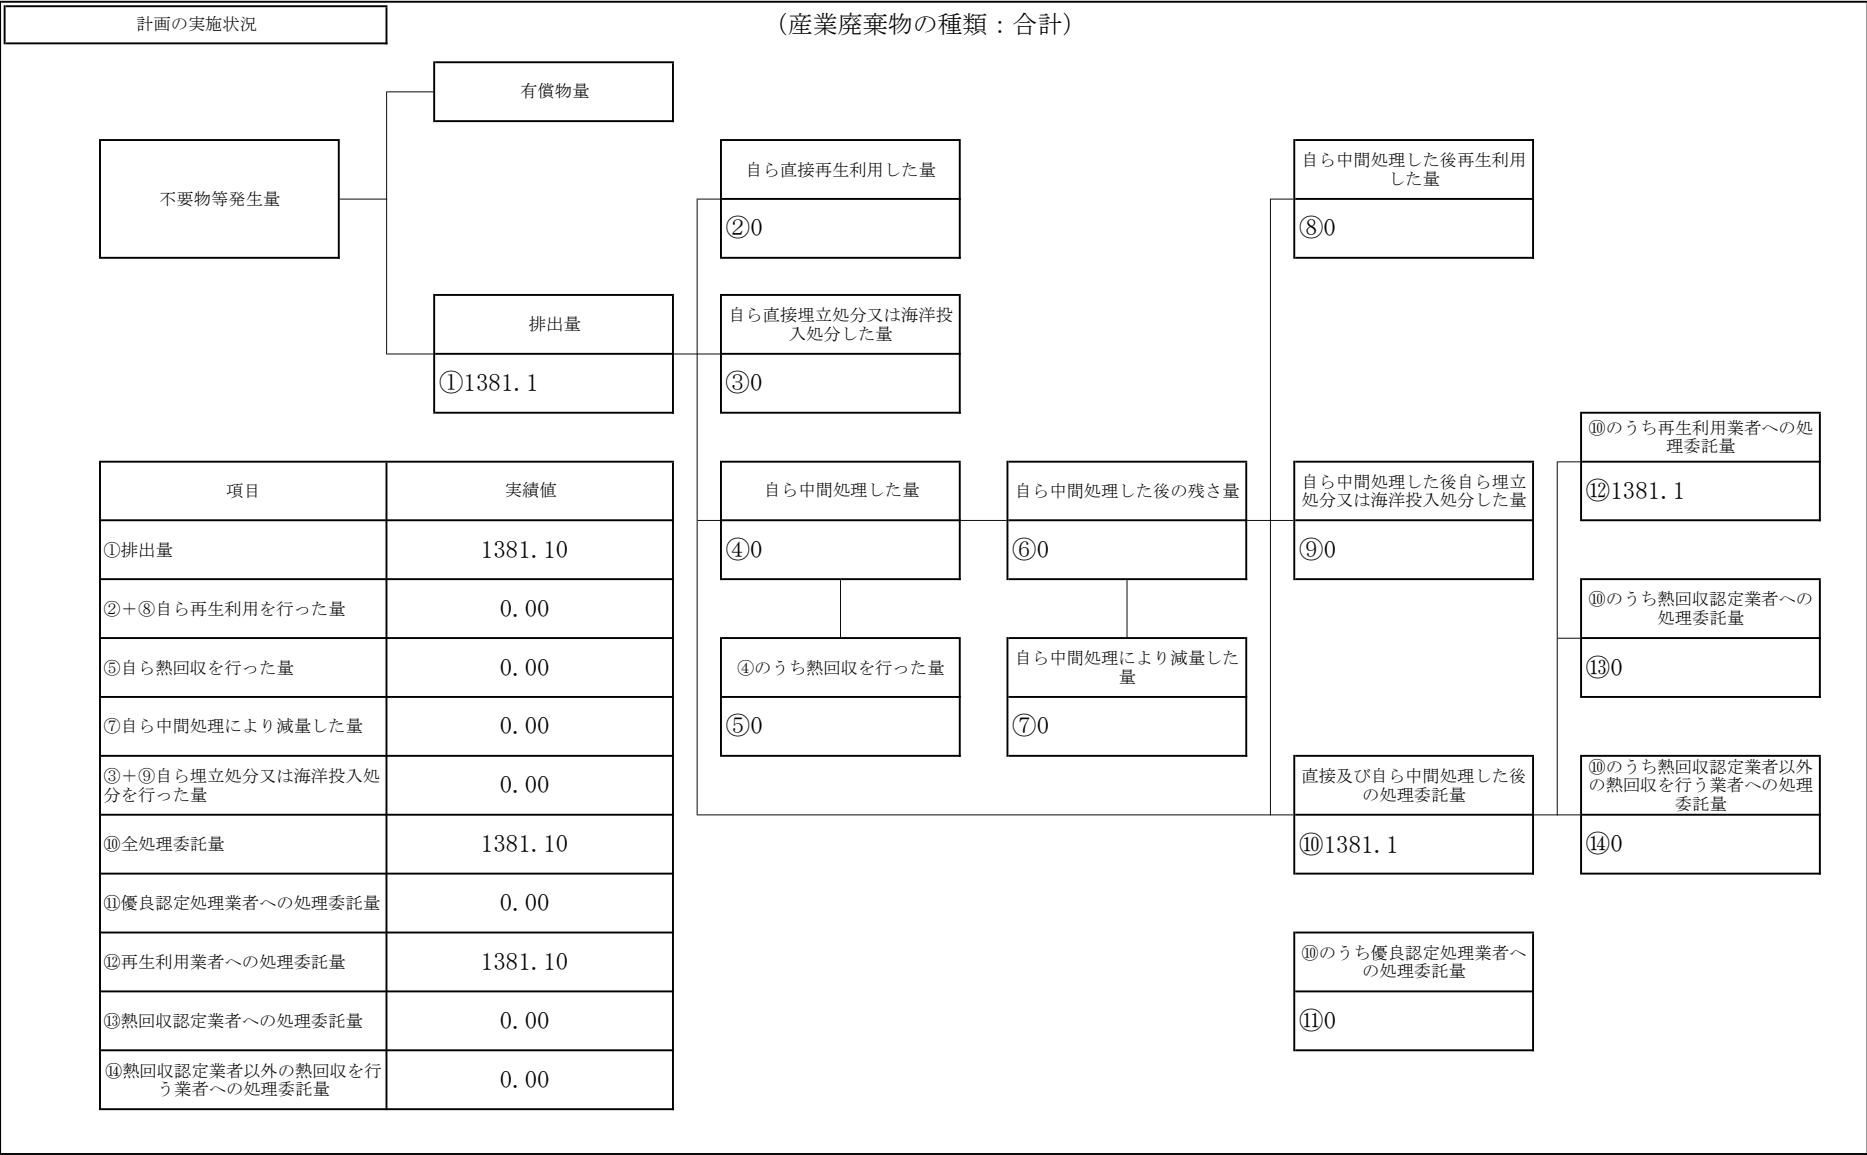 計画の実施状況
（産業廃棄物の種類：合計）
有償物量
不要物等発生量
自ら直接再生利用した量
②0
自ら中間処理した後再生利用
した量
⑧0
排出量
①1381.1
自ら直接埋立処分又は海洋投
入処分した量
③0
⑩のうち再生利用業者への処
理委託量
⑫1381.1
自ら中間処理した量
④0
自ら中間処理した後の残さ量
⑥0
自ら中間処理した後自ら埋立
処分又は海洋投入処分した量
⑨0
⑩のうち熱回収認定業者への
処理委託量
⑬0
④のうち熱回収を行った量
⑤0
自ら中間処理により減量した
量
⑦0
直接及び自ら中間処理した後
の処理委託量
⑩1381.1
⑩のうち熱回収認定業者以外
の熱回収を行う業者への処理
委託量
⑭0
⑩のうち優良認定処理業者へ
の処理委託量
⑪0
項目 実績値
①排出量 1381.10
②＋⑧自ら再生利用を行った量 0.00
⑤自ら熱回収を行った量 0.00
⑦自ら中間処理により減量した量 0.00
③＋⑨自ら埋立処分又は海洋投入処
分を行った量 0.00
⑩全処理委託量 1381.10
⑪優良認定処理業者への処理委託量 0.00
⑫再生利用業者への処理委託量 1381.10
⑬熱回収認定業者への処理委託量 0.00
⑭熱回収認定業者以外の熱回収を行
う業者への処理委託量 0.00